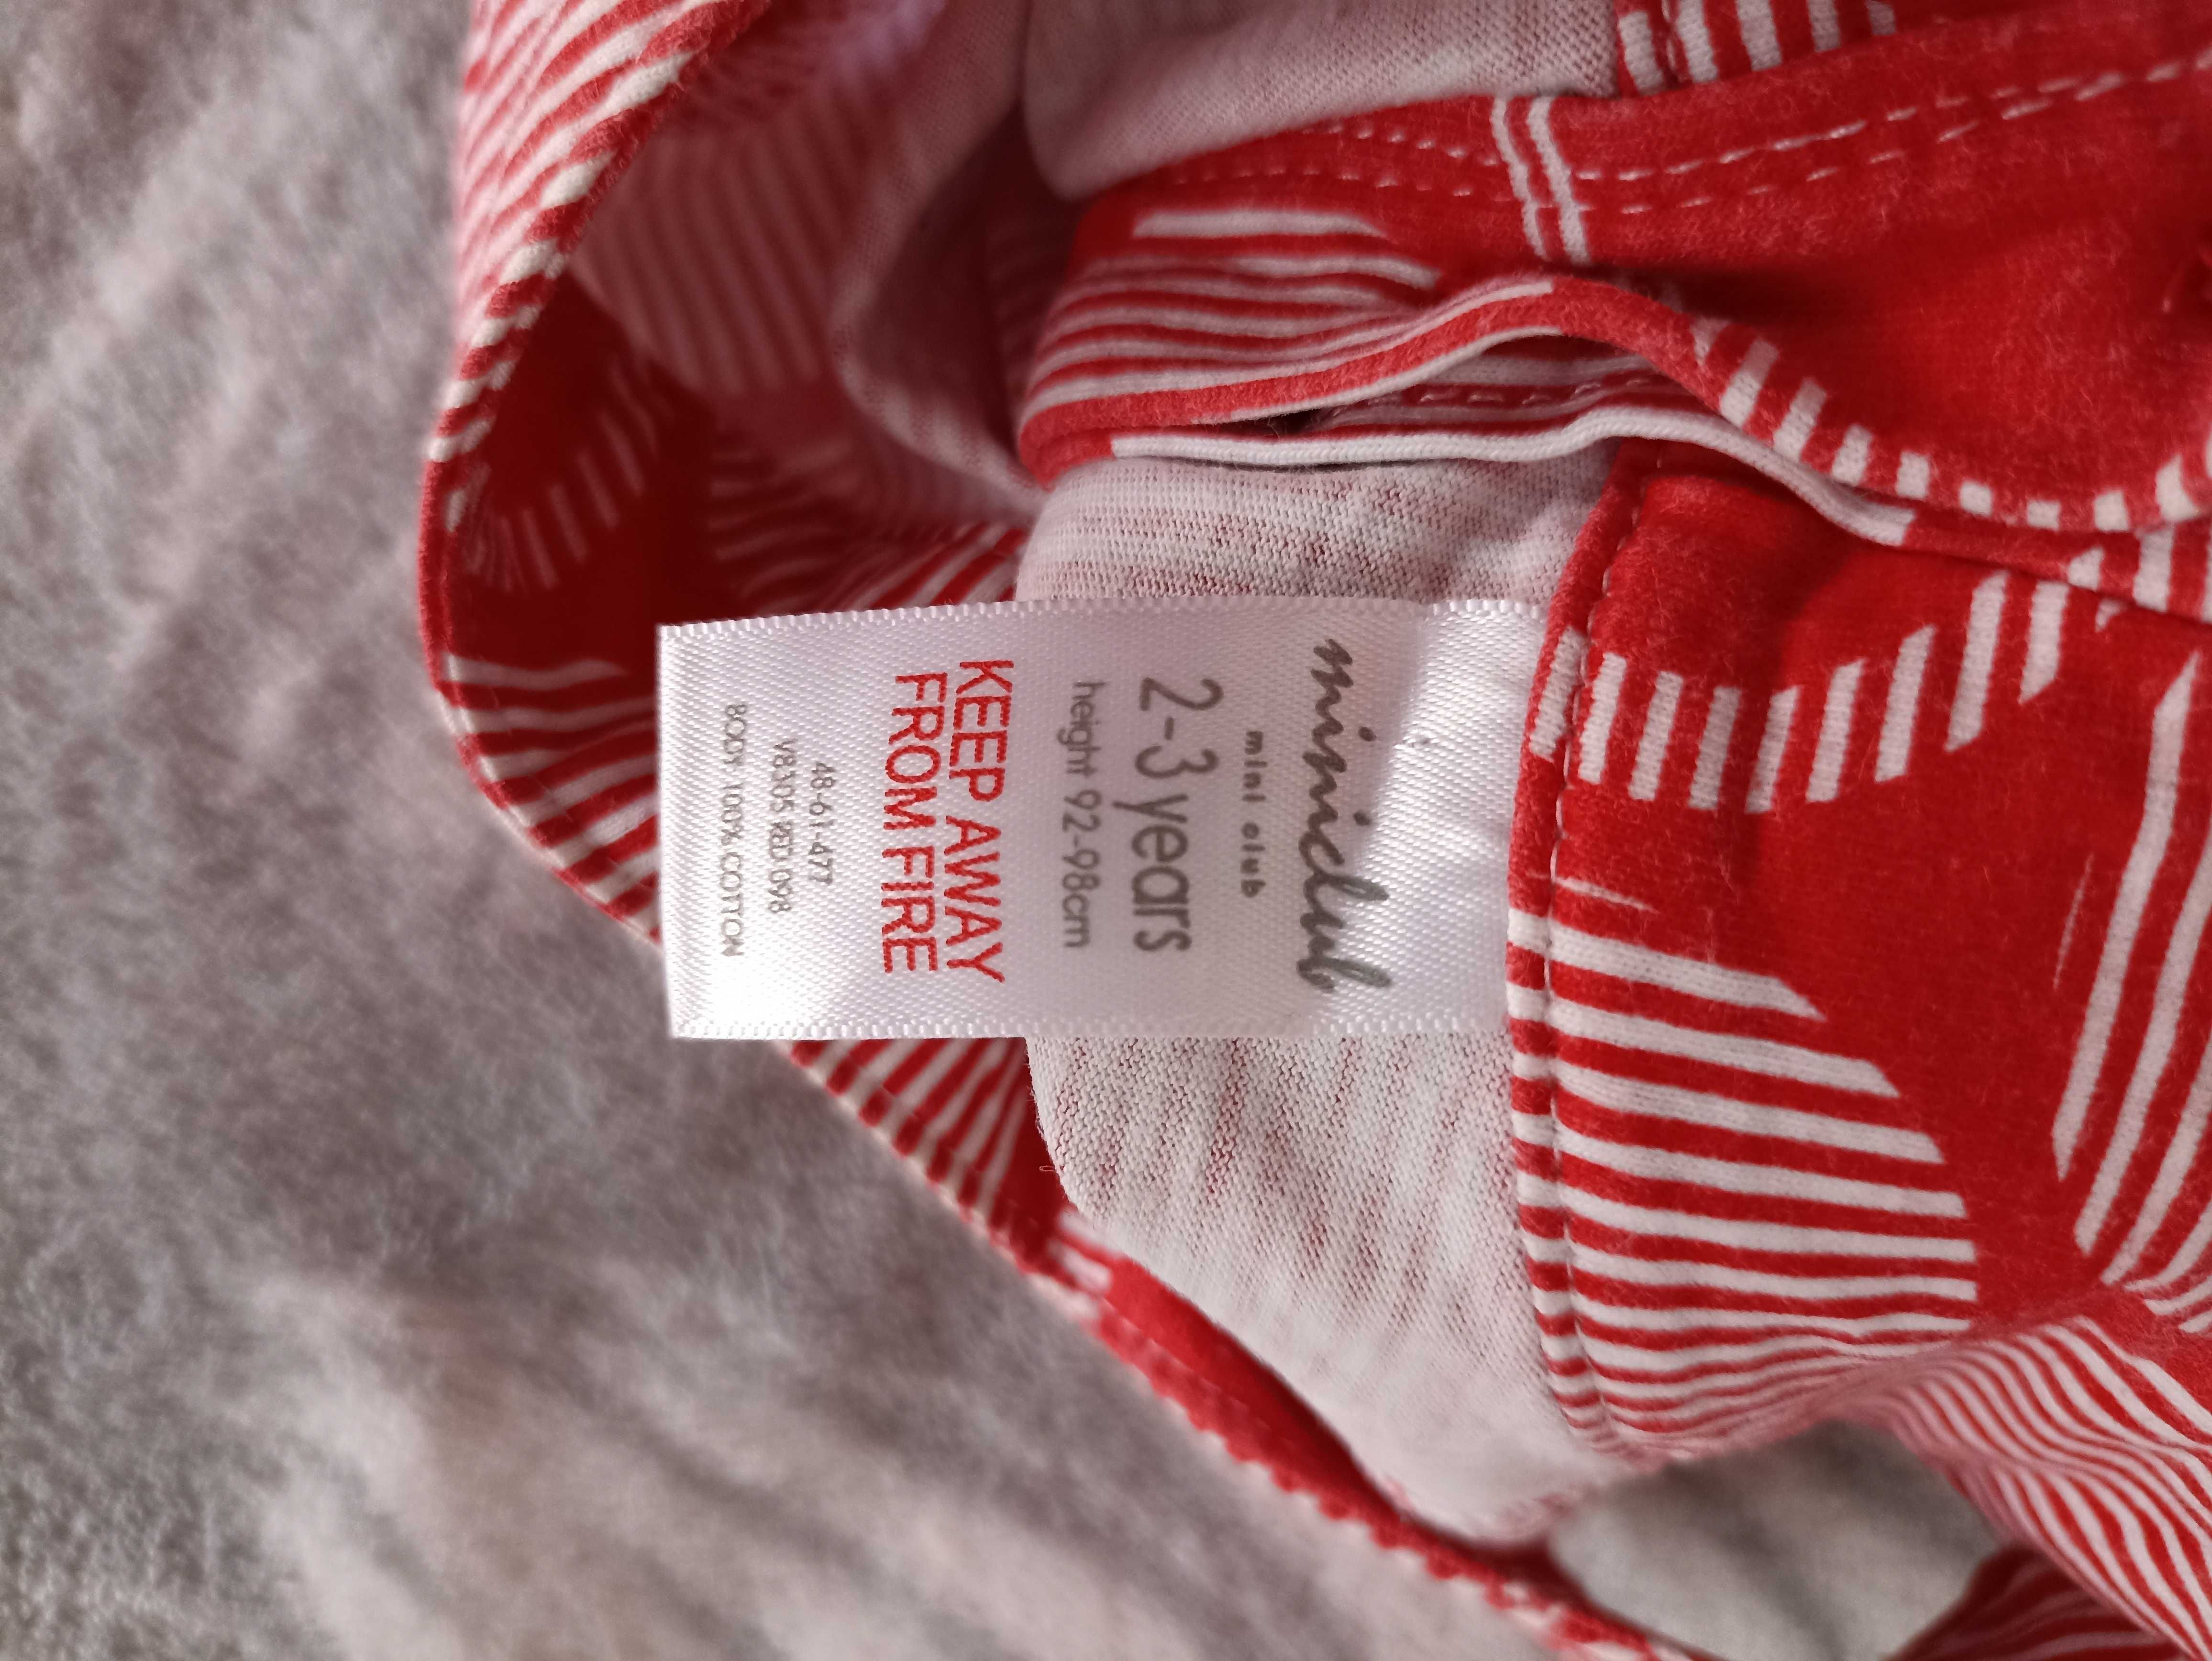 miniclub
mini club
2-3 years
height 92-98cm
KEEP AWAY
FROM FIRE
48-61-477
V8305 RED 098
BODY 100% COTTON